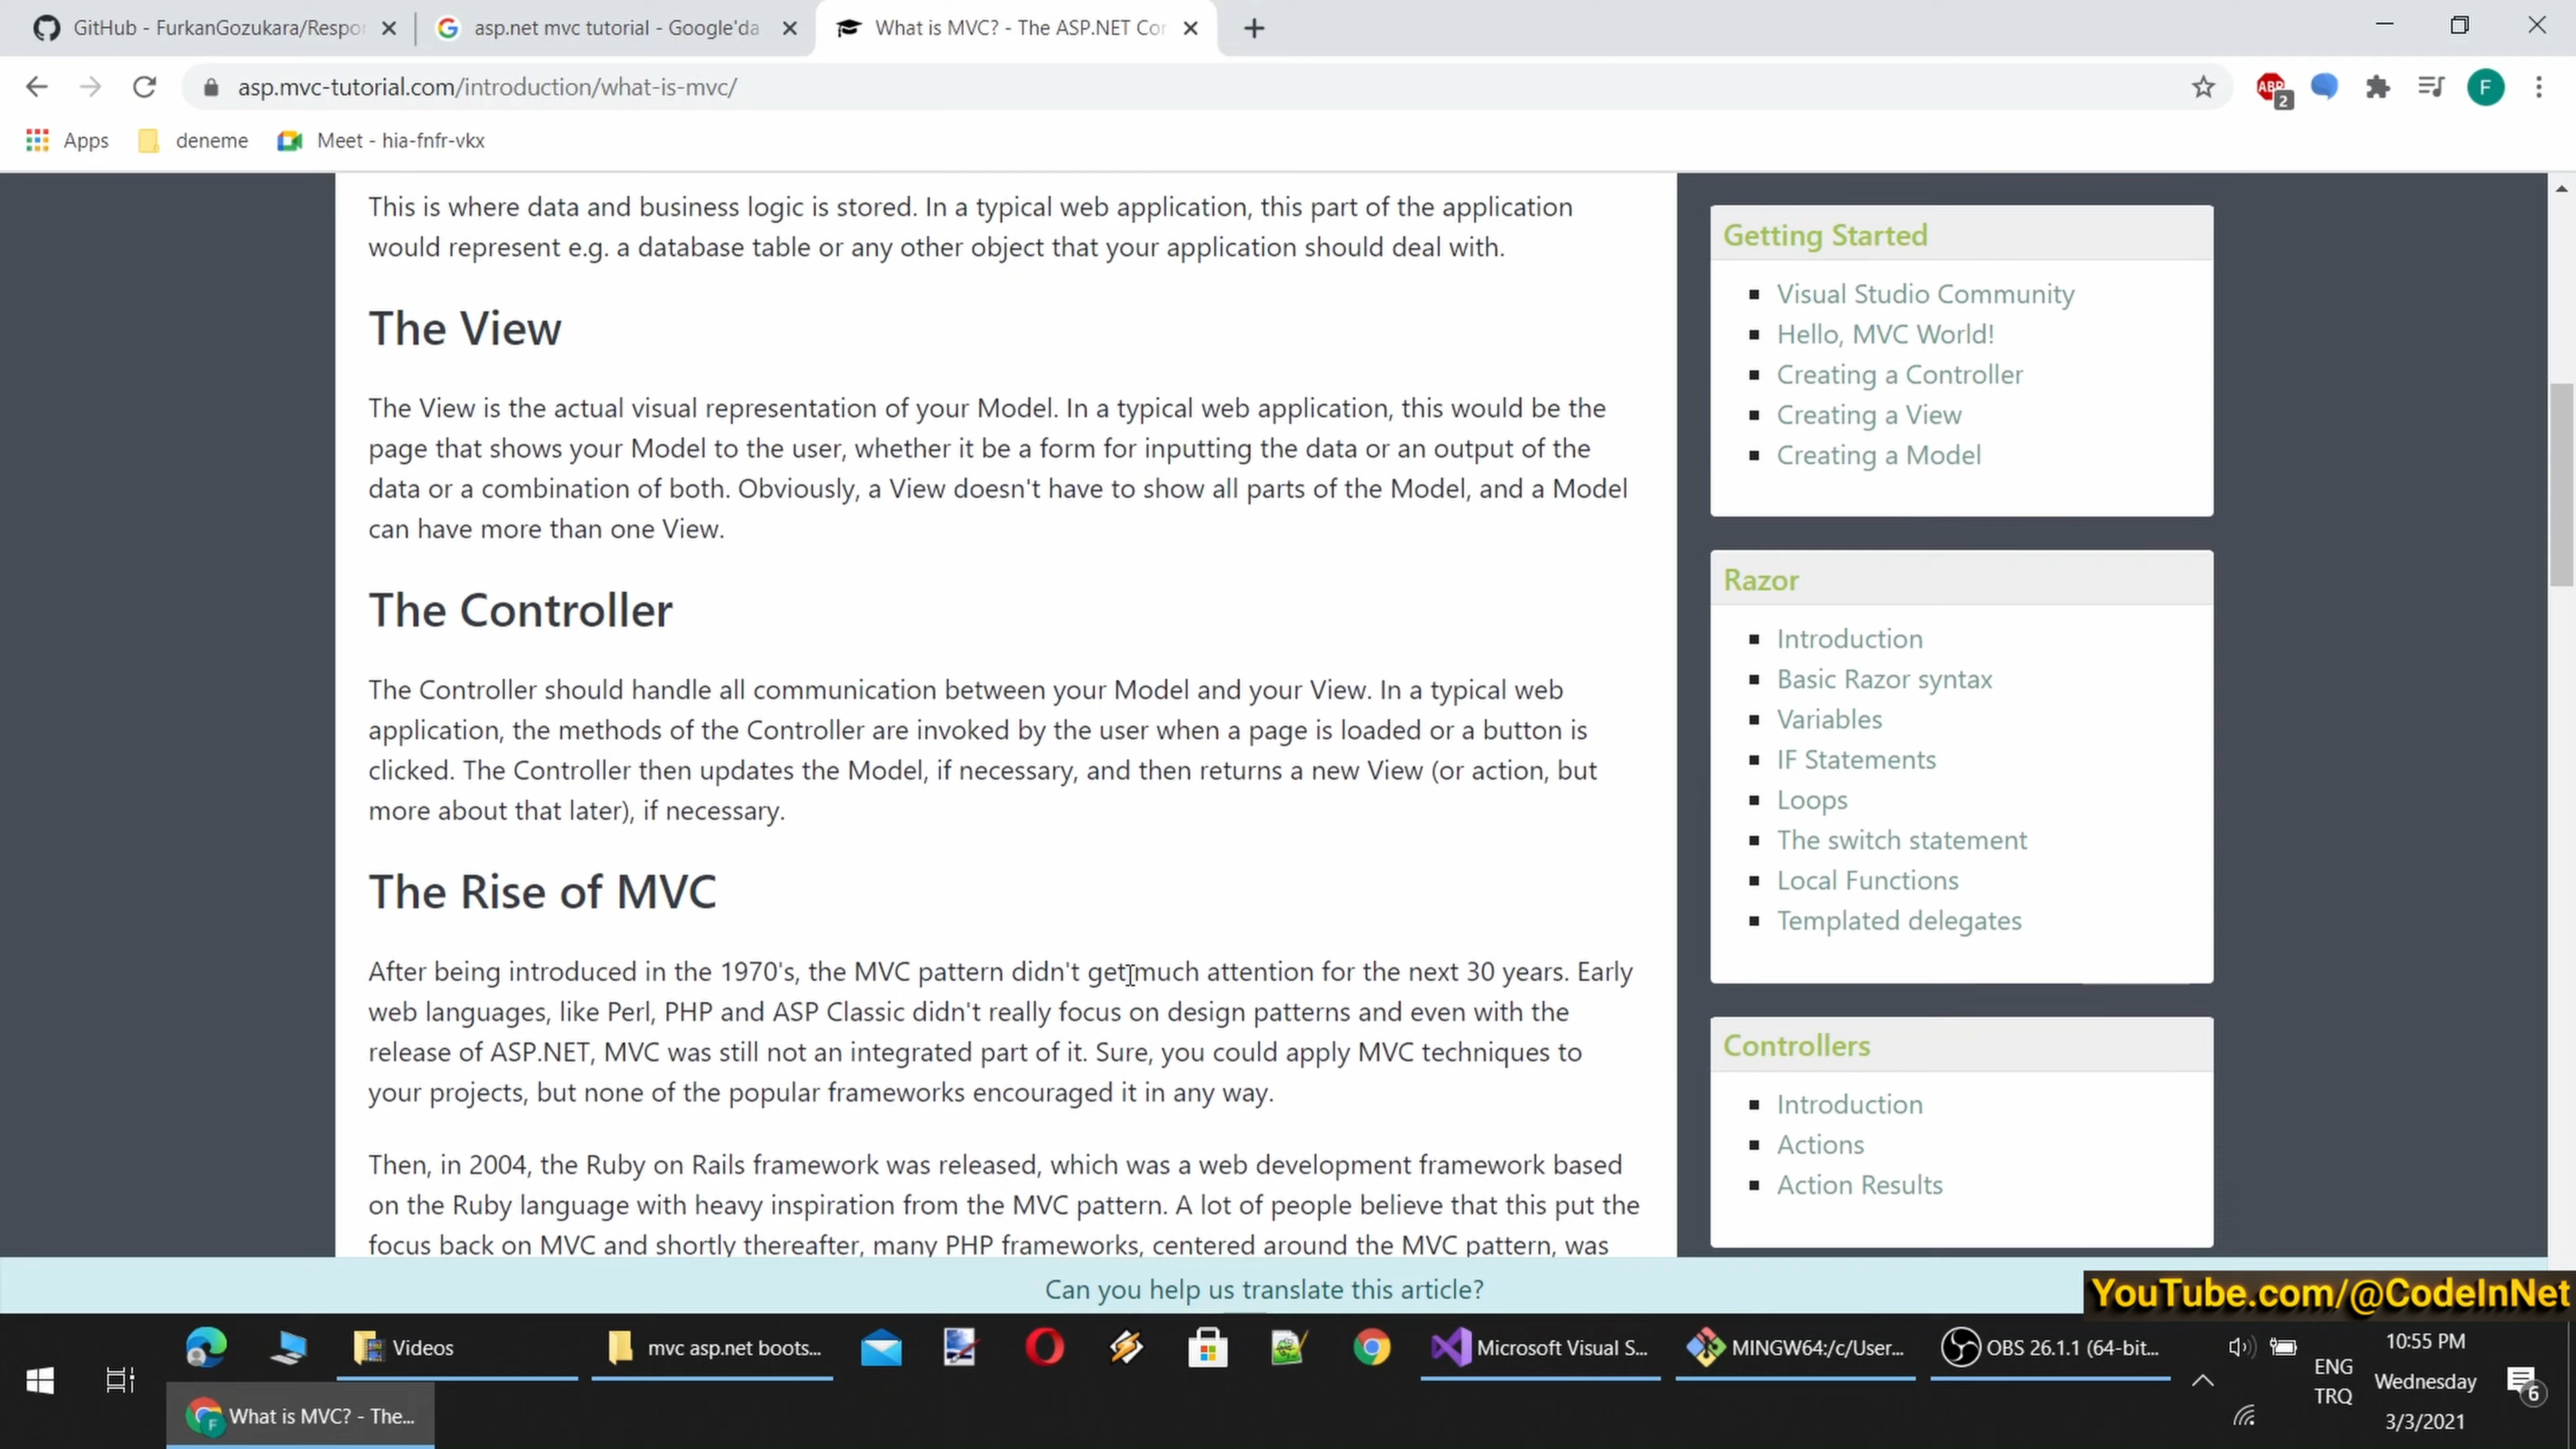 GitHub - FurkanGozukara/Respo
asp.net mvc tutorial - Google'da
What is MVC? - The ASP.NET Co
asp.mvc-tutorial.com/introduction/what-is-mvc/
ABP
2
F
Apps
deneme
Meet - hia-fnfr-vkx
This is where data and business logic is stored. In a typical web application, this part of the application
would represent e.g. a database table or any other object that your application should deal with.
The View
The View is the actual visual representation of your Model. In a typical web application, this would be the
page that shows your Model to the user, whether it be a form for inputting the data or an output of the
data or a combination of both. Obviously, a View doesn't have to show all parts of the Model, and a Model
can have more than one View.
The Controller
The Controller should handle all communication between your Model and your View. In a typical web
application, the methods of the Controller are invoked by the user when a page is loaded or a button is
clicked. The Controller then updates the Model, if necessary, and then returns a new View (or action, but
more about that later), if necessary.
The Rise of MVC
After being introduced in the 1970's, the MVC pattern didn't get much attention for the next 30 years. Early
web languages, like Perl, PHP and ASP Classic didn't really focus on design patterns and even with the
release of ASP.NET, MVC was still not an integrated part of it. Sure, you could apply MVC techniques to
your projects, but none of the popular frameworks encouraged it in any way.
Then, in 2004, the Ruby on Rails framework was released, which was a web development framework based
on the Ruby language with heavy inspiration from the MVC pattern. A lot of people believe that this put the
focus back on MVC and shortly thereafter, many PHP frameworks, centered around the MVC pattern, was
Getting Started
Visual Studio Community
Hello, MVC World!
Creating a Controller
Creating a View
Creating a Model
Razor
Introduction
Basic Razor syntax
Variables
IF Statements
Loops
The switch statement
Local Functions
Templated delegates
Controllers
Introduction
Actions
Action Results
Can you help us translate this article?
YouTube.com/@CodeInNet
Videos
mvc asp.net boots...
Microsoft Visual S...
MINGW64:/c/User...
OBS 26.1.1 (64-bit...
What is MVC? - The...
F
ENG
TRQ
10:55 PM
Wednesday
3/3/2021
6